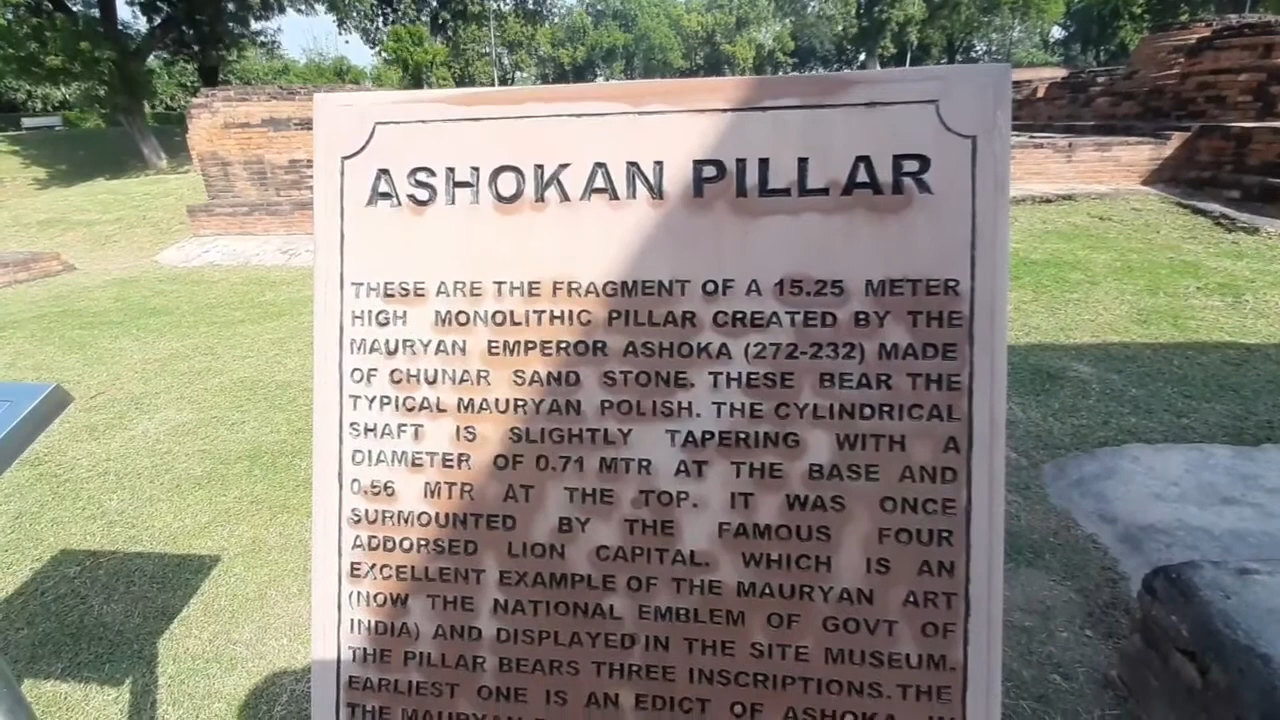 ASHOKAN PILLAR
THESE ARE THE FRAGMENT OF A 15.25 METER
HIGH MONOLITHIC PILLAR CREATED BY THE
MAURYAN EMPEROR ASHOKA (272-232) MADE
OF CHUNAR SAND STONE. THESE BEAR THE
TYPICAL MAURYAN POLISH. THE CYLINDRICAL
SHAFT IS SLIGHTLY TAPERING WITH A
DIAMETER OF 0.71 MTR AT THE BASE AND
0.56 MTR AT THE TOP. IT WAS ONCE
SURMOUNTED BY THE FAMOUS FOUR
ADDORSED LION CAPITAL. WHICH IS AN
EXCELLENT EXAMPLE OF THE MAURYAN ART
(NOW THE NATIONAL EMBLEM OF GOVT OF
INDIA) AND DISPLAYED IN THE SITE MUSEUM.
THE PILLAR BEARS THREE INSCRIPTIONS. THE
EARLIEST ONE IS AN EDICT OF ASHOKA IN
THE MAURYAN